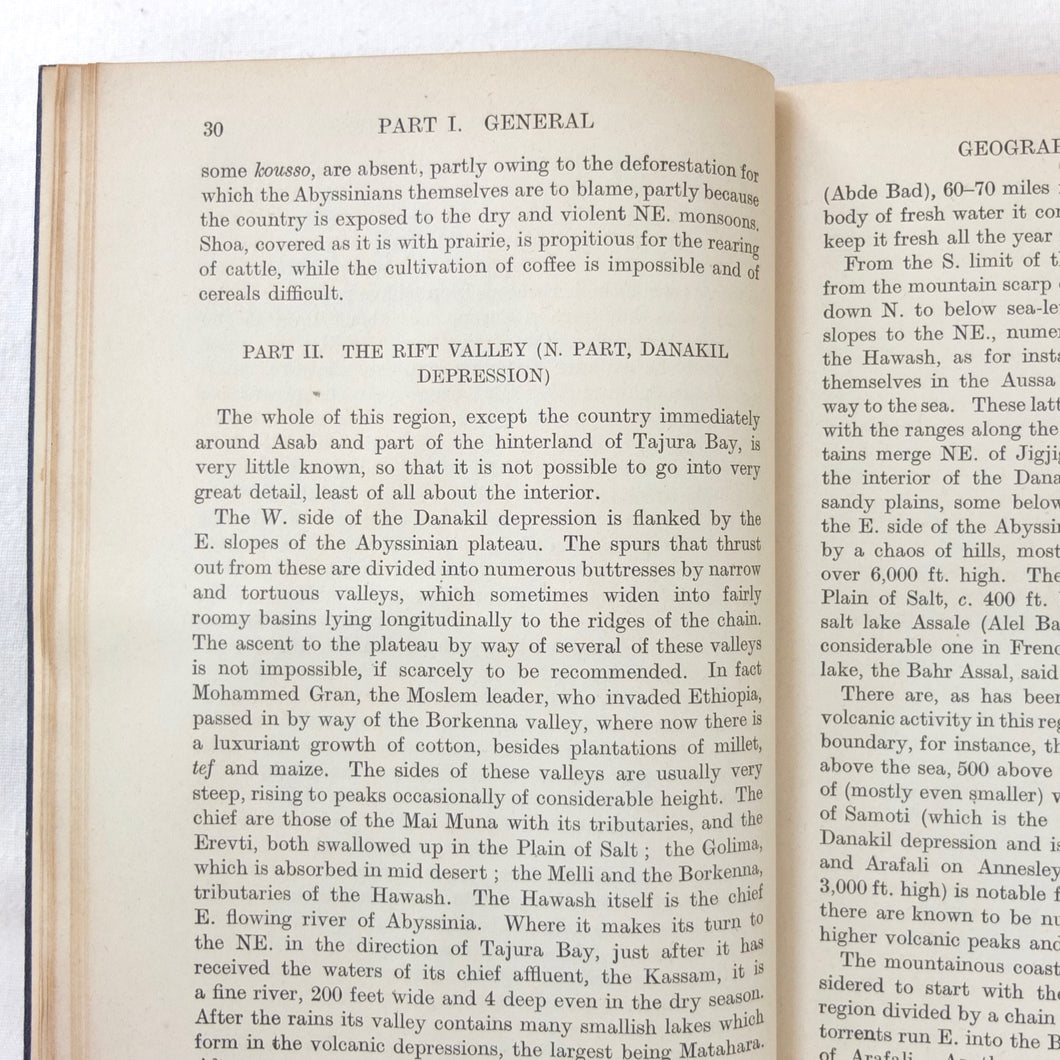 30
PART I. GENERAL
some kousso, are absent, partly owing to the deforestation for
which the Abyssinians themselves are to blame, partly because
the country is exposed to the dry and violent NE. monsoons.
Shoa, covered as it is with prairie, is propitious for the rearing
of cattle, while the cultivation of coffee is impossible and of
cereals difficult.
PART II. THE RIFT VALLEY (N. PART, DANAKIL
DEPRESSION)
The whole of this region, except the country immediately
around Asab and part of the hinterland of Tajura Bay, is
very little known, so that it is not possible to go into very
great detail, least of all about the interior.
The W. side of the Danakil depression is flanked by the
E. slopes of the Abyssinian plateau. The spurs that thrust
out from these are divided into numerous buttresses by narrow
and tortuous valleys, which sometimes widen into fairly
roomy basins lying longitudinally to the ridges of the chain.
The ascent to the plateau by way of several of these valleys
is not impossible, if scarcely to be recommended. In fact
Mohammed Gran, the Moslem leader, who invaded Ethiopia,
passed in by way of the Borkenna valley, where now there is
a luxuriant growth of cotton, besides plantations of millet,
tef and maize. The sides of these valleys are usually very
steep, rising to peaks occasionally of considerable height. The
chief are those of the Mai Muna with its tributaries, and the
Erevti, both swallowed up in the Plain of Salt ; the Golima,
which is absorbed in mid desert ; the Melli and the Borkenna,
tributaries of the Hawash. The Hawash itself is the chief
E. flowing river of Abyssinia. Where it makes its turn to
the NE. in the direction of Tajura Bay, just after it has
received the waters of its chief affluent, the Kassam, it is
a fine river, 200 feet wide and 4 deep even in the dry season.
After the rains its valley contains many smallish lakes which
form in the volcanic depressions, the largest being Matahara.
(Abde Bad), 60–70 miles
body of fresh water it
keep it fresh all the year
From the S. limit of
from the mountain scarp
down N. to below
slopes to the NE.,
the Hawash, as for
themselves in the Aussa
way to the sea. These
with the ranges along the
tains merge NE. of
the interior of the
sandy plains, some below
the E. side of the
by a chaos of hills,
over 6,000 ft. high. The
Plain of Salt, c. 400 ft.
salt lake Assale (Alel
considerable one in
lake, the Bahr Assal, said
There are, as has been
volcanic activity in this
boundary, for instance,
above the sea, 500 above
of (mostly even smaller)
of Samoti (which is the
Danakil depression and
and Arafali on Annesley
3,000 ft. high) is notable
there are known to be
higher volcanic peaks and
The mountainous
sidered to start with
region divided by a chain
torrents run E. into the
of Arafali.